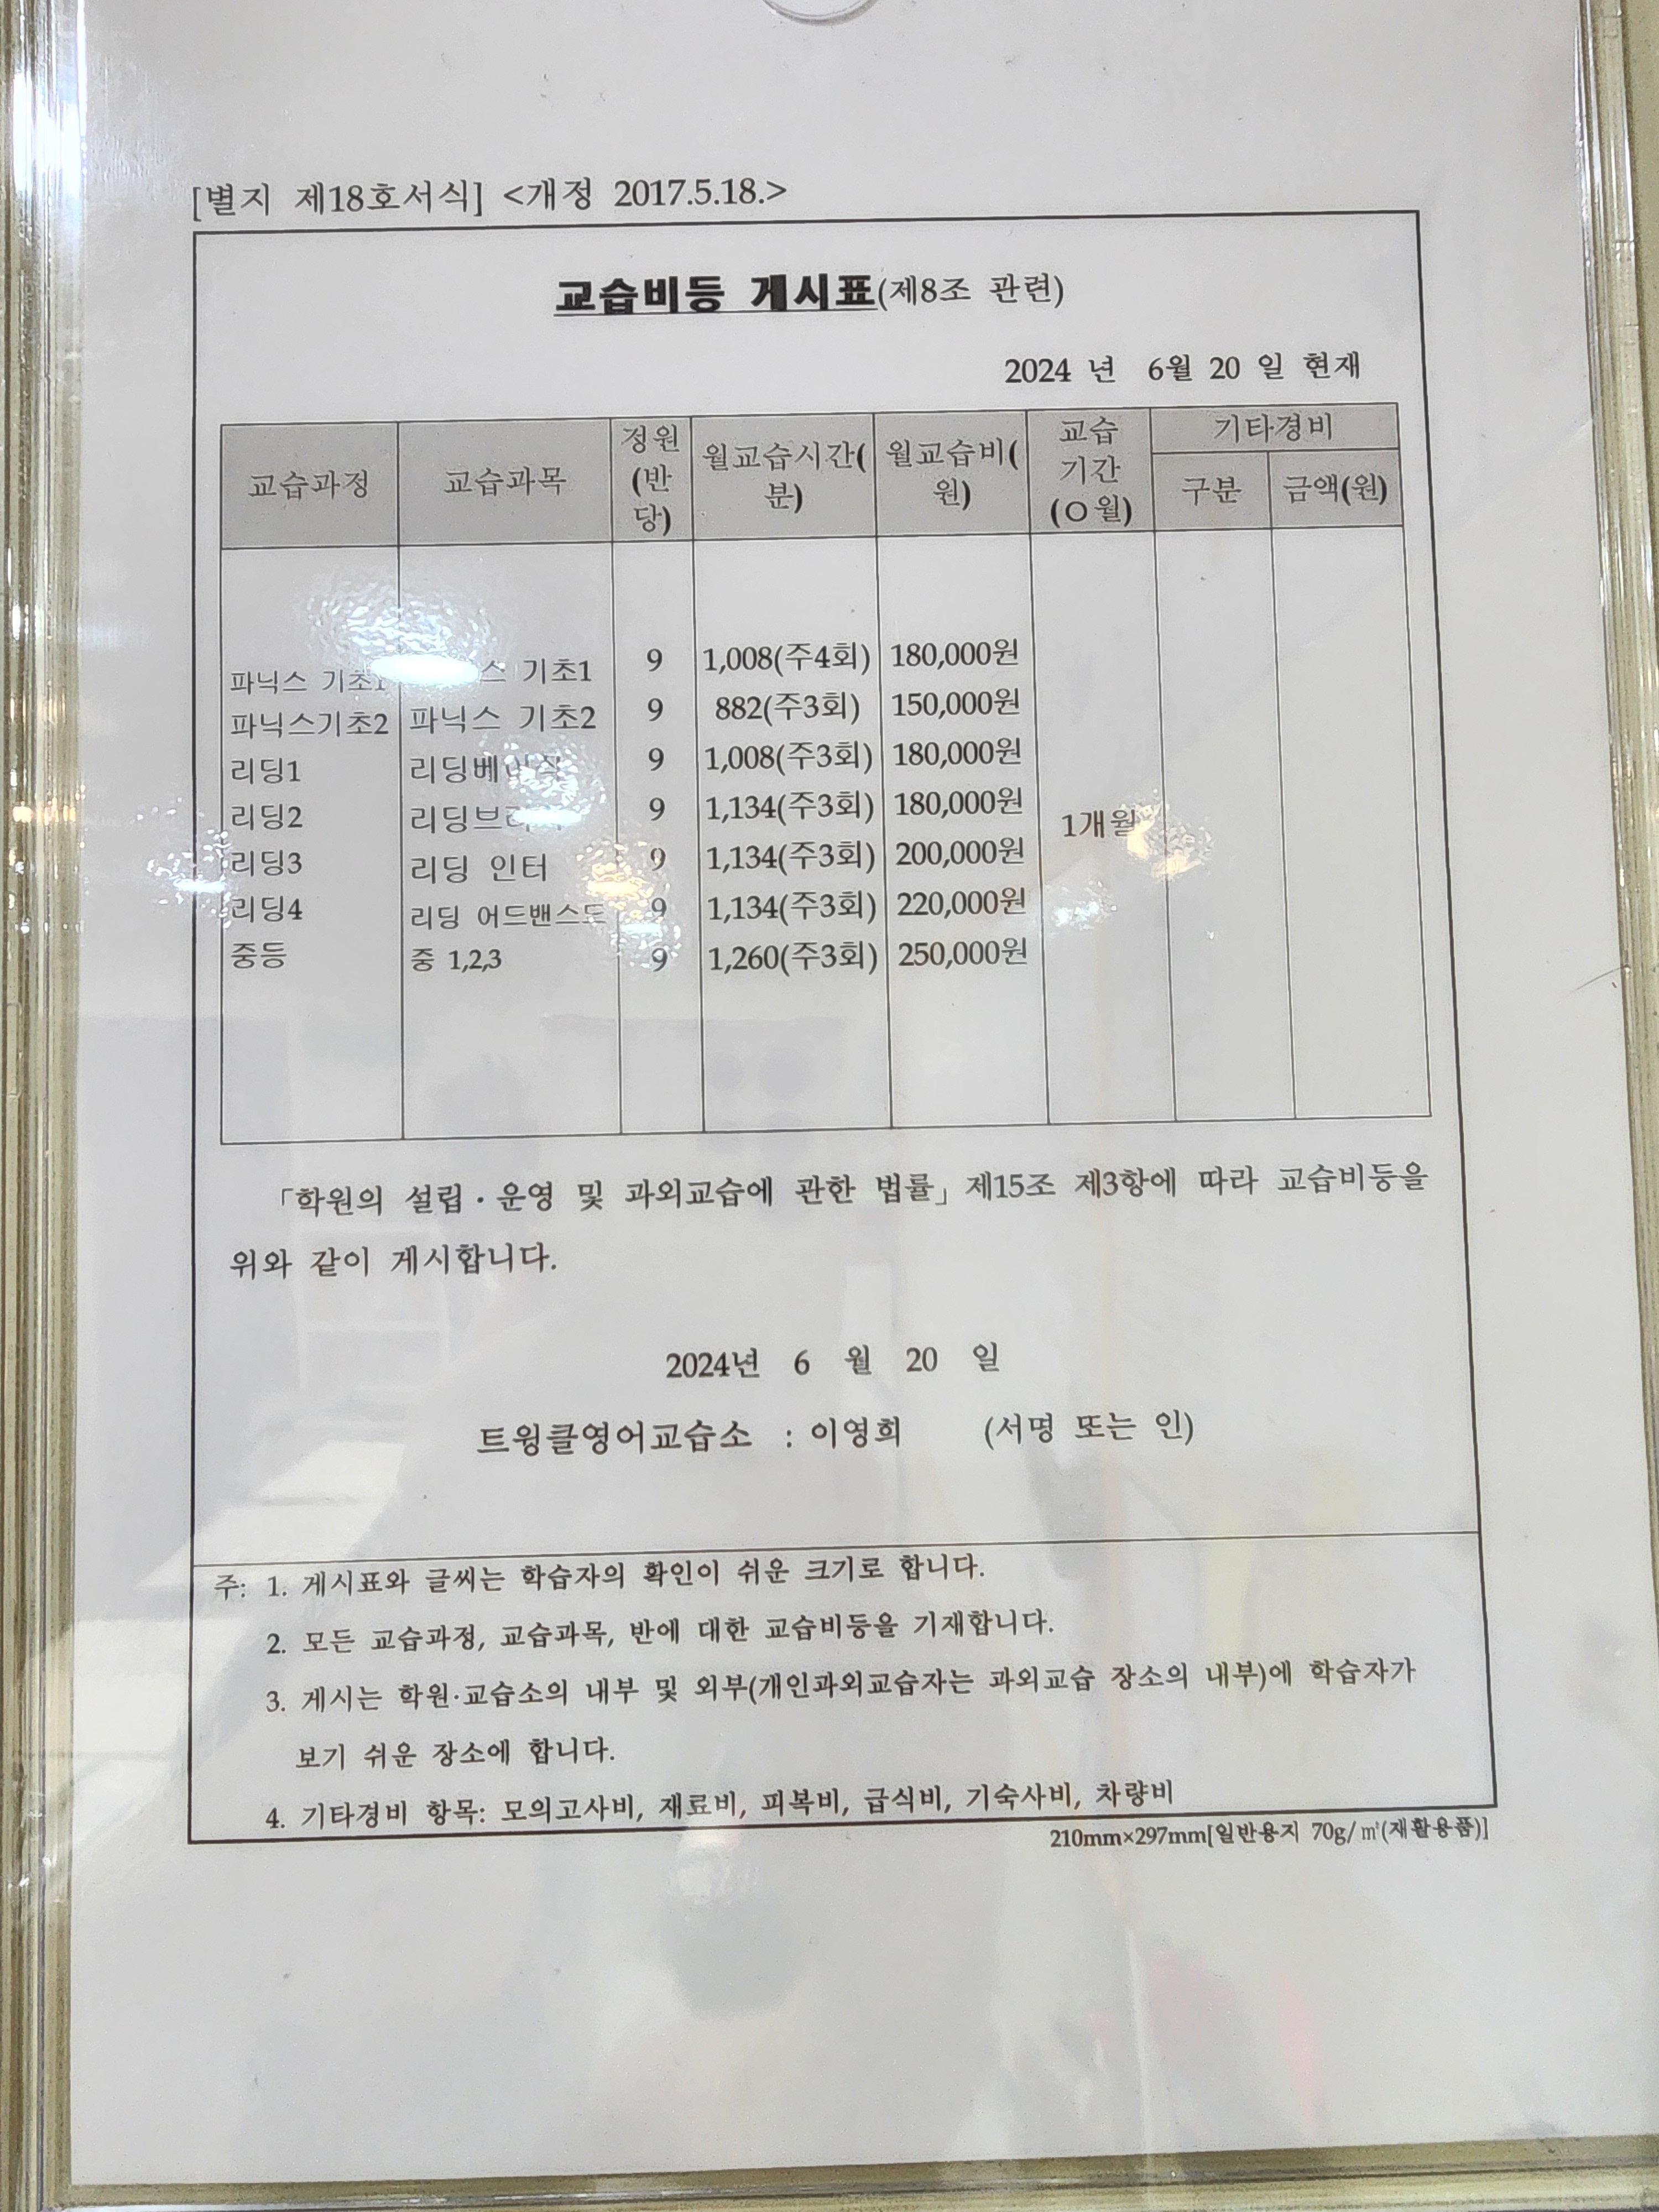 [별지 제18호서식] <개정 2017.5.18.>
교습비등 게시표(제8조 관련)
2024 년 6월 20 일 현재
교습과정 교습과목 정원(반당) 월교습시간(분) 월교습비(원) 교습기간(O월) 기타경비
구분 금액(원)
파닉스 기초1 기초1 9 1,008(주4회) 180,000원
파닉스기초2 파닉스 기초2 9 882(주3회) 150,000원
리딩1 9 1,008(주3회) 180,000원
리딩2 9 1,134(주3회) 180,000원
1개월
리딩3 리딩 인터 9 1,134(주3회) 200,000원
리딩4 리딩 어드밴스드 9 1,134(주3회) 220,000원
중등 중 1,2,3 9 1,260(주3회) 250,000원
「학원의 설립·운영 및 과외교습에 관한 법률」제15조 제3항에 따라 교습비등을
위와 같이 게시합니다.
2024년 6 월 20 일
트윙클영어교습소 : 이영희 (서명 또는 인)
주: 1. 게시표와 글씨는 학습자의 확인이 쉬운 크기로 합니다.
2. 모든 교습과정, 교습과목, 반에 대한 교습비등을 기재합니다.
3. 게시는 학원·교습소의 내부 및 외부(개인과외교습자는 과외교습 장소의 내부)에 학습자가
보기 쉬운 장소에 합니다.
4. 기타경비 항목: 모의고사비, 재료비, 피복비, 급식비, 기숙사비, 차량비
210mm×297mm[일반용지 70g/㎡(재활용품)]